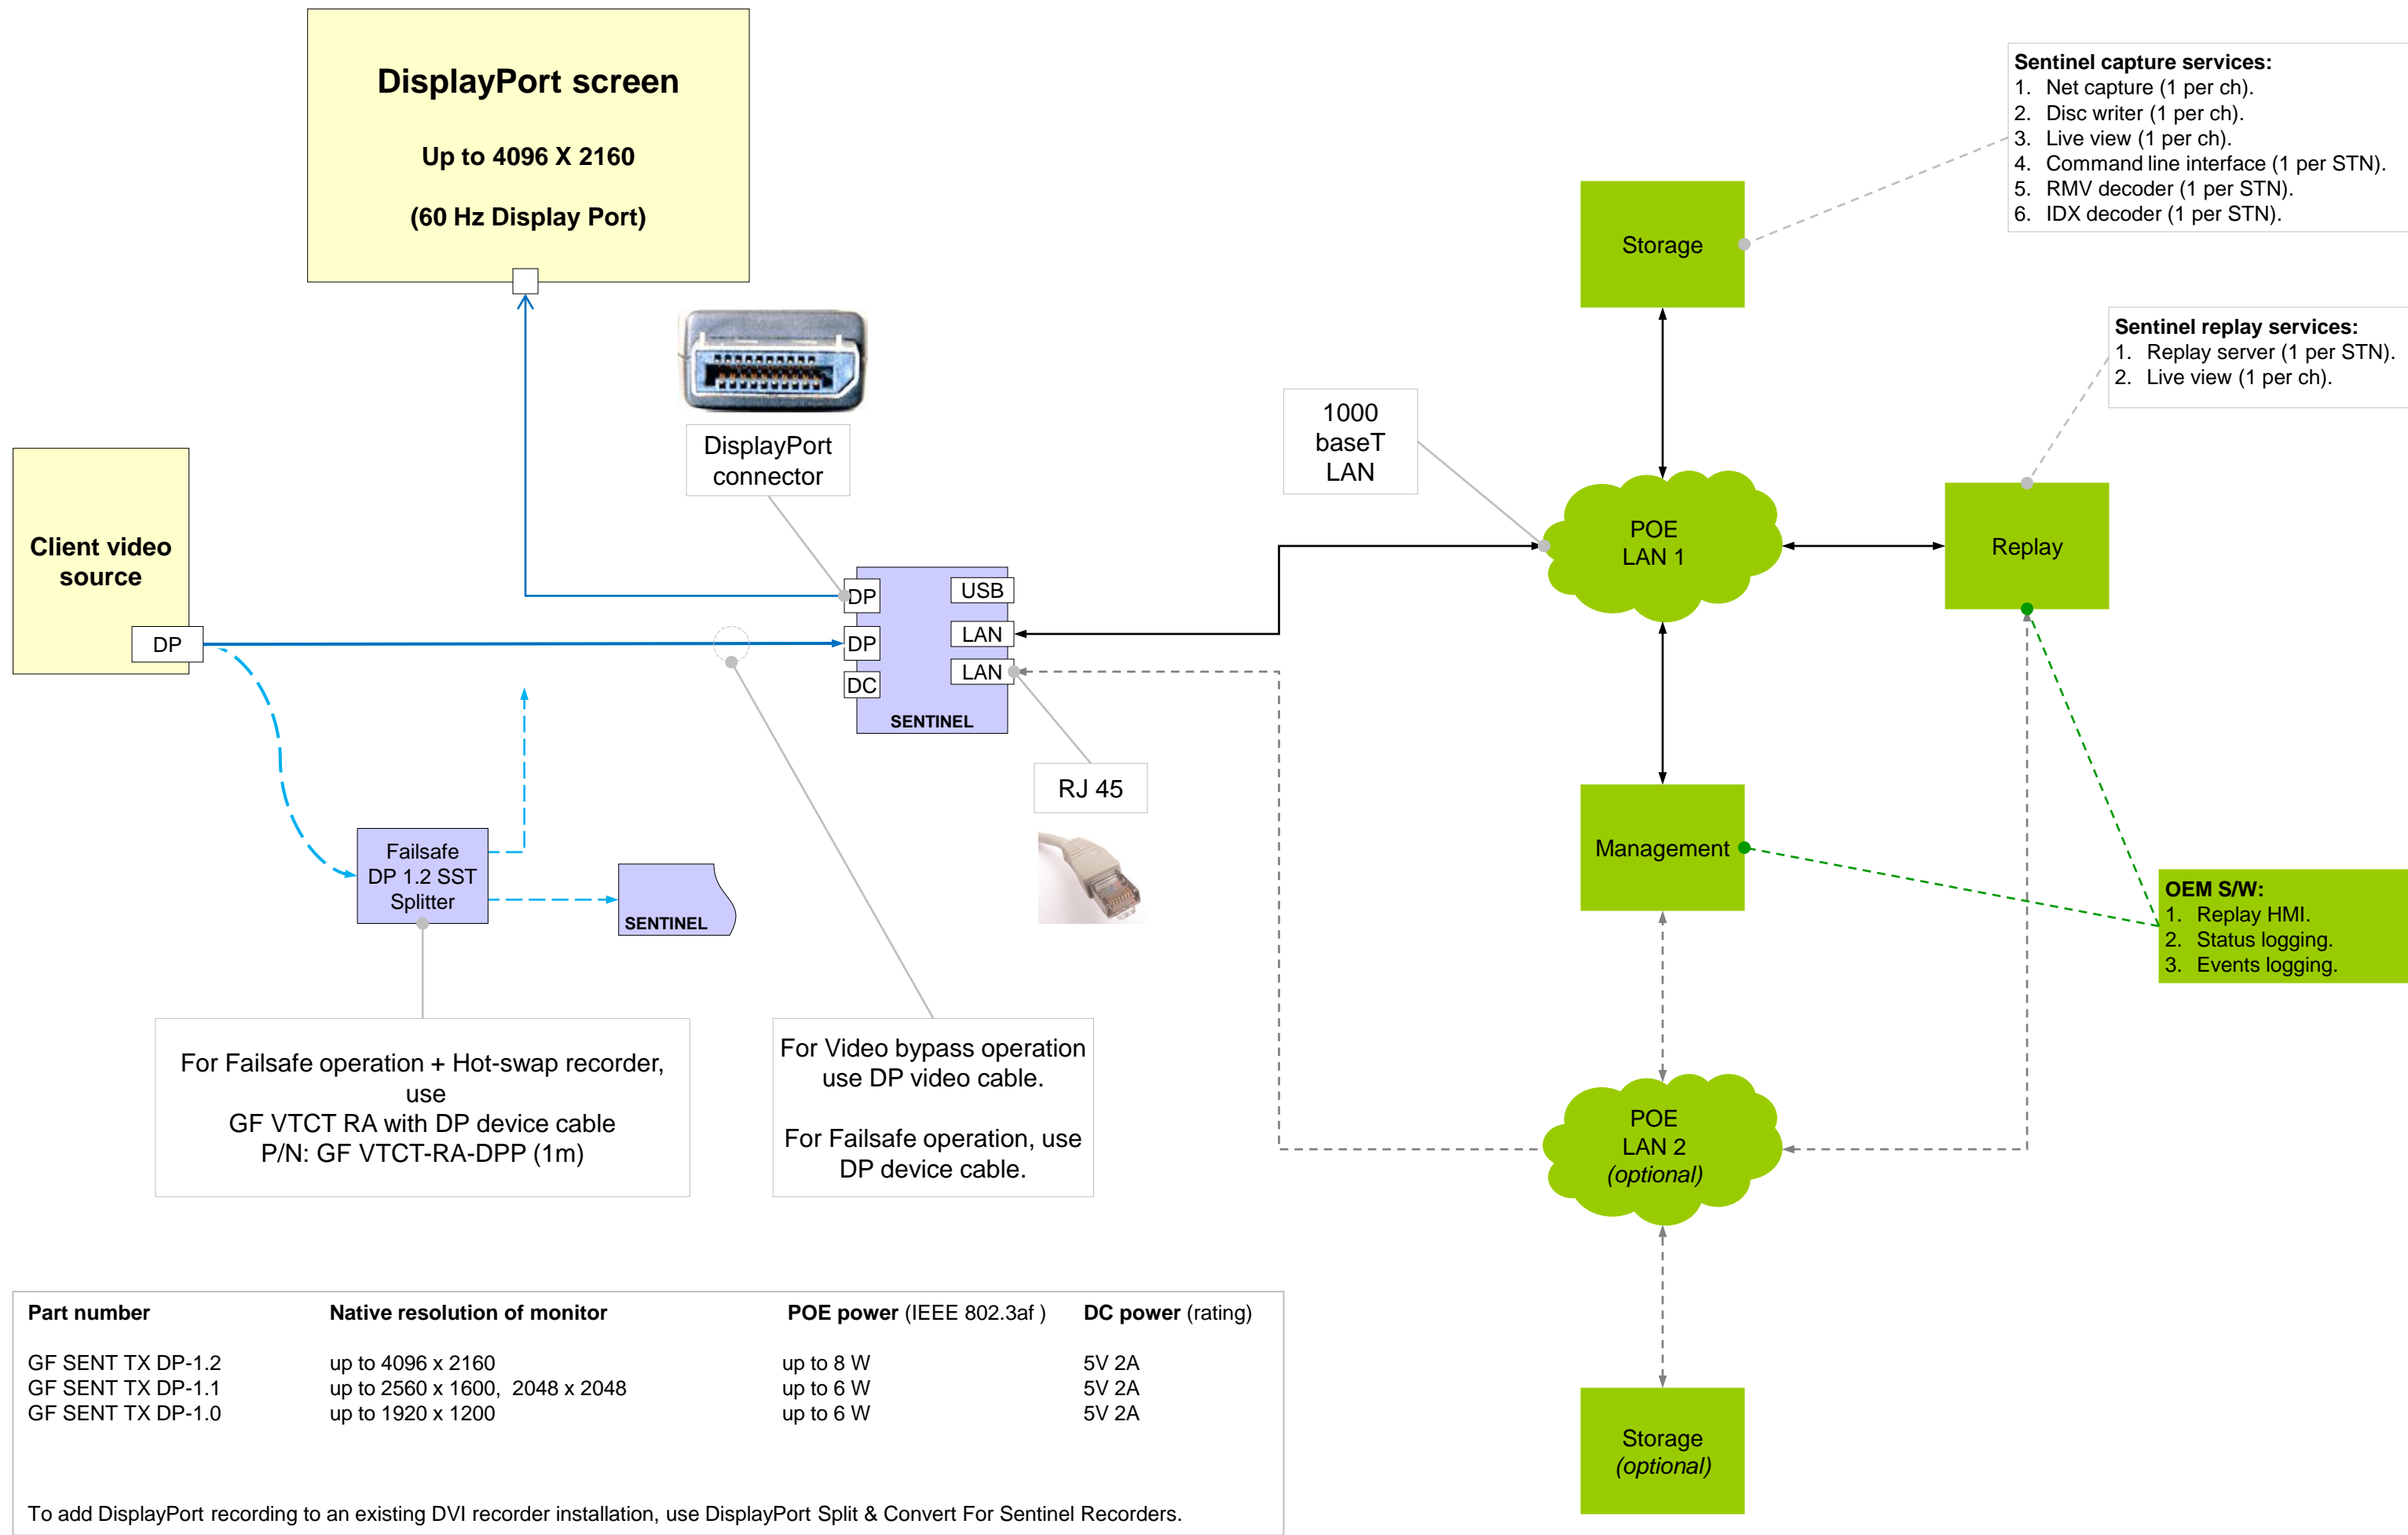 DisplayPort screen
Up to 4096 X 2160
(60 Hz Display Port)
Sentinel capture services:
1. Net capture (1 per ch).
2. Disc writer (1 per ch).
3. Live view (1 per ch).
4. Command line interface (1 per STN).
5. RMV decoder (1 per STN).
6. IDX decoder (1 per STN).
Storage
Sentinel replay services:
1. Replay server (1 per STN).
2. Live view (1 per ch).
DisplayPort
connector
1000
baseT
LAN
Client video
source
DP
DP
DP
DC
USB
LAN
LAN
SENTINEL
POE
LAN 1
Replay
RJ 45
Failsafe
DP 1.2 SST
Splitter
SENTINEL
Management
OEM S/W:
1. Replay HMI.
2. Status logging.
3. Events logging.
For Failsafe operation + Hot-swap recorder,
use
GF VTCT RA with DP device cable
P/N: GF VTCT-RA-DPP (1m)
For Video bypass operation
use DP video cable.
For Failsafe operation, use
DP device cable.
POE
LAN 2
(optional)
Storage
(optional)
Part number Native resolution of monitor POE power (IEEE 802.3af ) DC power (rating)
GF SENT TX DP-1.2 up to 4096 x 2160 up to 8 W 5V 2A
GF SENT TX DP-1.1 up to 2560 x 1600, 2048 x 2048 up to 6 W 5V 2A
GF SENT TX DP-1.0 up to 1920 x 1200 up to 6 W 5V 2A
To add DisplayPort recording to an existing DVI recorder installation, use DisplayPort Split & Convert For Sentinel Recorders.